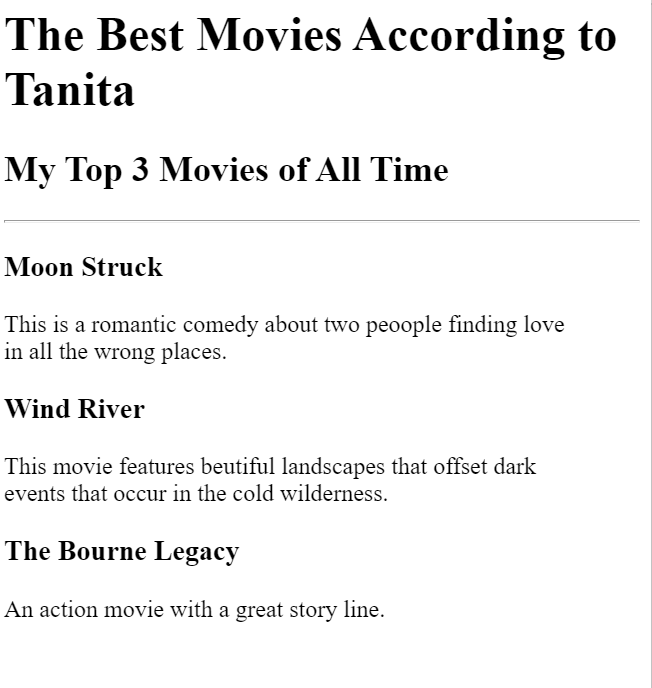 The Best Movies According to
Tanita
My Top 3 Movies of All Time
Moon Struck
This is a romantic comedy about two peoople finding love
in all the wrong places.
Wind River
This movie features beutiful landscapes that offset dark
events that occur in the cold wilderness.
The Bourne Legacy
An action movie with a great story line.